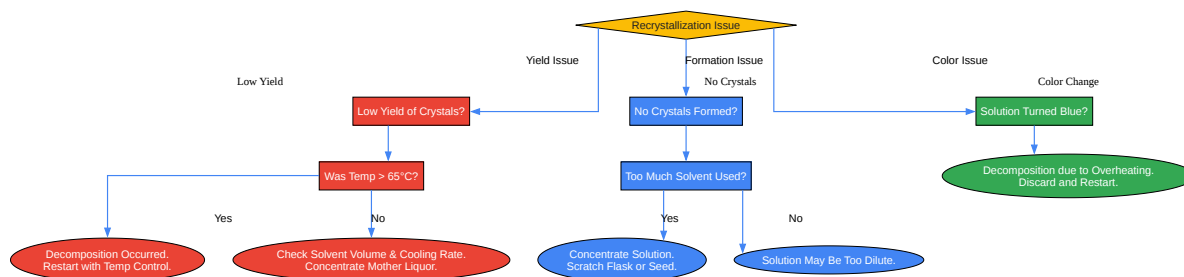 Recrystallization Issue
Yield Issue
Formation Issue
Color Issue
Low Yield
No Crystals
Color Change
Low Yield of Crystals?
No Crystals Formed?
Solution Turned Blue?
Was Temp > 65°C?
Too Much Solvent Used?
Decomposition due to Overheating.
Discard and Restart.
Yes
No
Yes
No
Decomposition Occurred.
Restart with Temp Control.
Check Solvent Volume & Cooling Rate.
Concentrate Mother Liquor.
Concentrate Solution.
Scratch Flask or Seed.
Solution May Be Too Dilute.